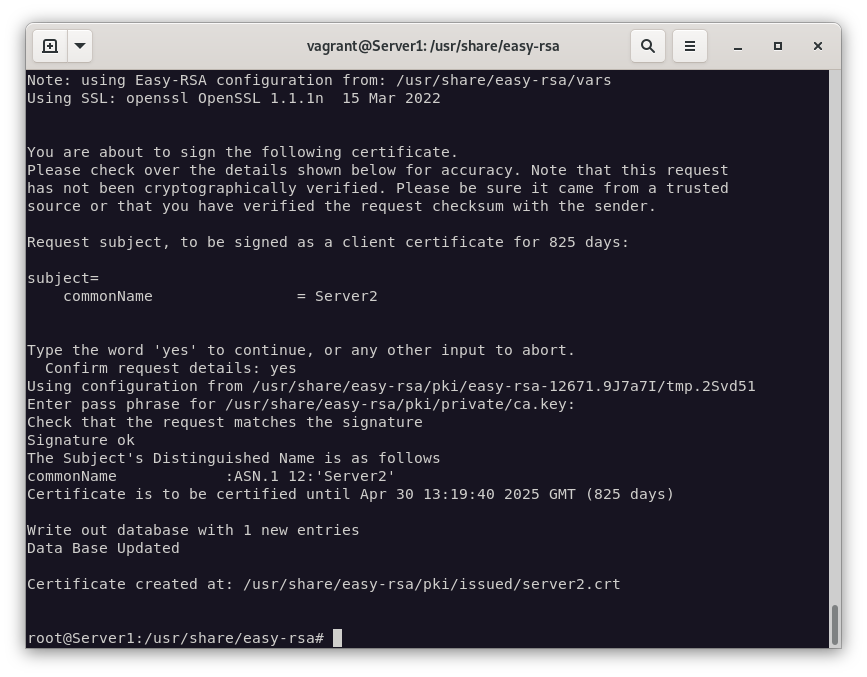 vagrant@Server1: /usr/share/easy-rsa
Note: using Easy-RSA configuration from: /usr/share/easy-rsa/vars
Using SSL: openssl OpenSSL 1.1.1n  15 Mar 2022
You are about to sign the following certificate.
Please check over the details shown below for accuracy. Note that this request
has not been cryptographically verified. Please be sure it came from a trusted
source or that you have verified the request checksum with the sender.
Request subject, to be signed as a client certificate for 825 days:
subject=
    commonName                = Server2
Type the word 'yes' to continue, or any other input to abort.
  Confirm request details: yes
Using configuration from /usr/share/easy-rsa/pki/easy-rsa-12671.9J7a7I/tmp.2Svd51
Enter pass phrase for /usr/share/easy-rsa/pki/private/ca.key:
Check that the request matches the signature
Signature ok
The Subject's Distinguished Name is as follows
commonName            :ASN.1 12:'Server2'
Certificate is to be certified until Apr 30 13:19:40 2025 GMT (825 days)
Write out database with 1 new entries
Data Base Updated
Certificate created at: /usr/share/easy-rsa/pki/issued/server2.crt
root@Server1:/usr/share/easy-rsa#